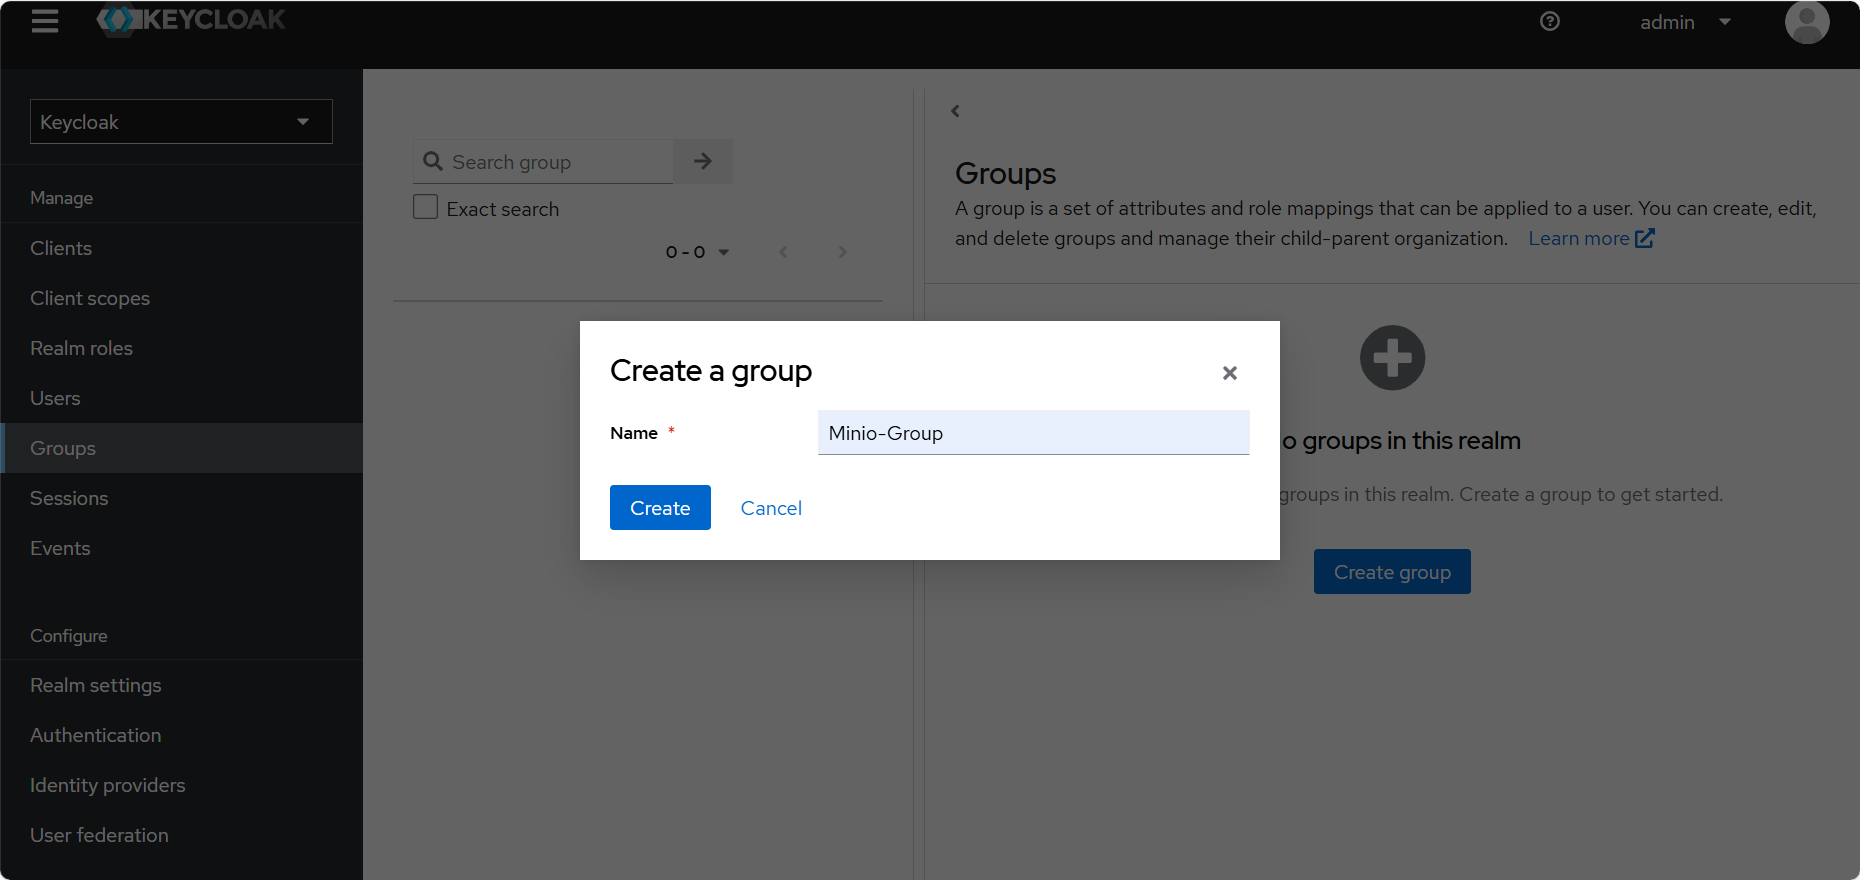 KEYCLOAK
admin
Keycloak
Manage
Clients
Client scopes
Realm roles
Users
Groups
Sessions
Events
Configure
Realm settings
Authentication
Identity providers
User federation
Search group
Exact search
0 - 0
Groups
A group is a set of attributes and role mappings that can be applied to a user. You can create, edit,
and delete groups and manage their child-parent organization. Learn more
Create a group
Name *
Minio-Group
Create
Cancel
groups in this realm
groups in this realm. Create a group to get started.
Create group